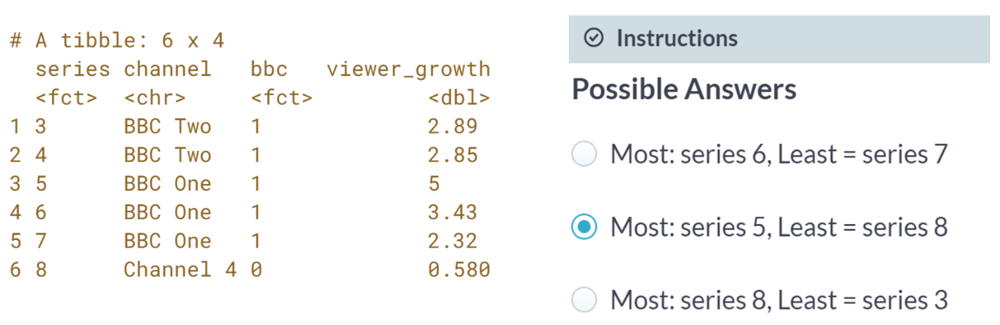 # A tibble: 6 x 4
series channel bbc viewer_growth
<fct> <chr> <fct> <dbl>
1 3 BBC Two 1 2.89
2 4 BBC Two 1 2.85
3 5 BBC One 1 5
4 6 BBC One 1 3.43
5 7 BBC One 1 2.32
6 8 Channel 4 0 0.580
Instructions
Possible Answers
Most: series 6, Least = series 7
Most: series 5, Least = series 8
Most: series 8, Least = series 3